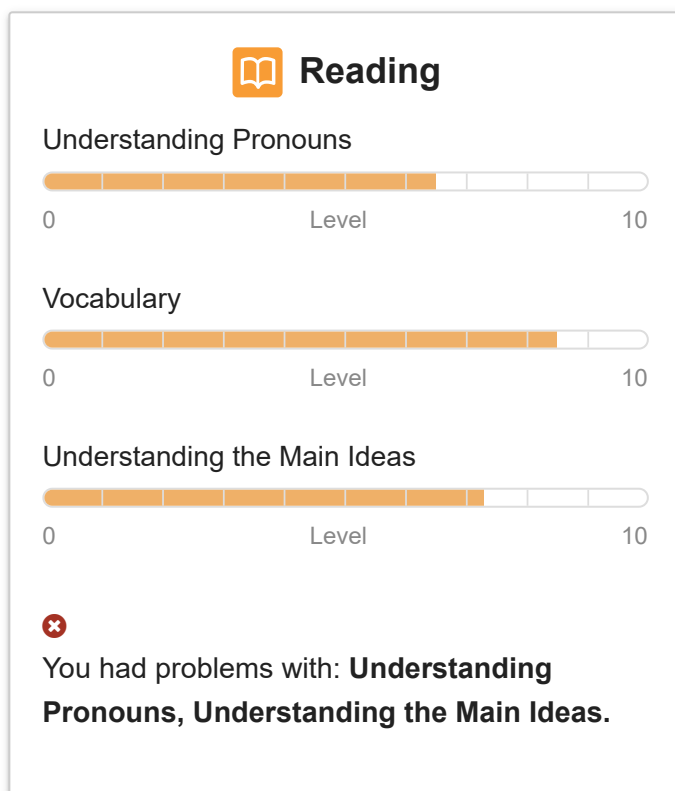 Reading
Understanding Pronouns
0 Level 10
Vocabulary
0 Level 10
Understanding the Main Ideas
0 Level 10
You had problems with: Understanding
Pronouns, Understanding the Main Ideas.